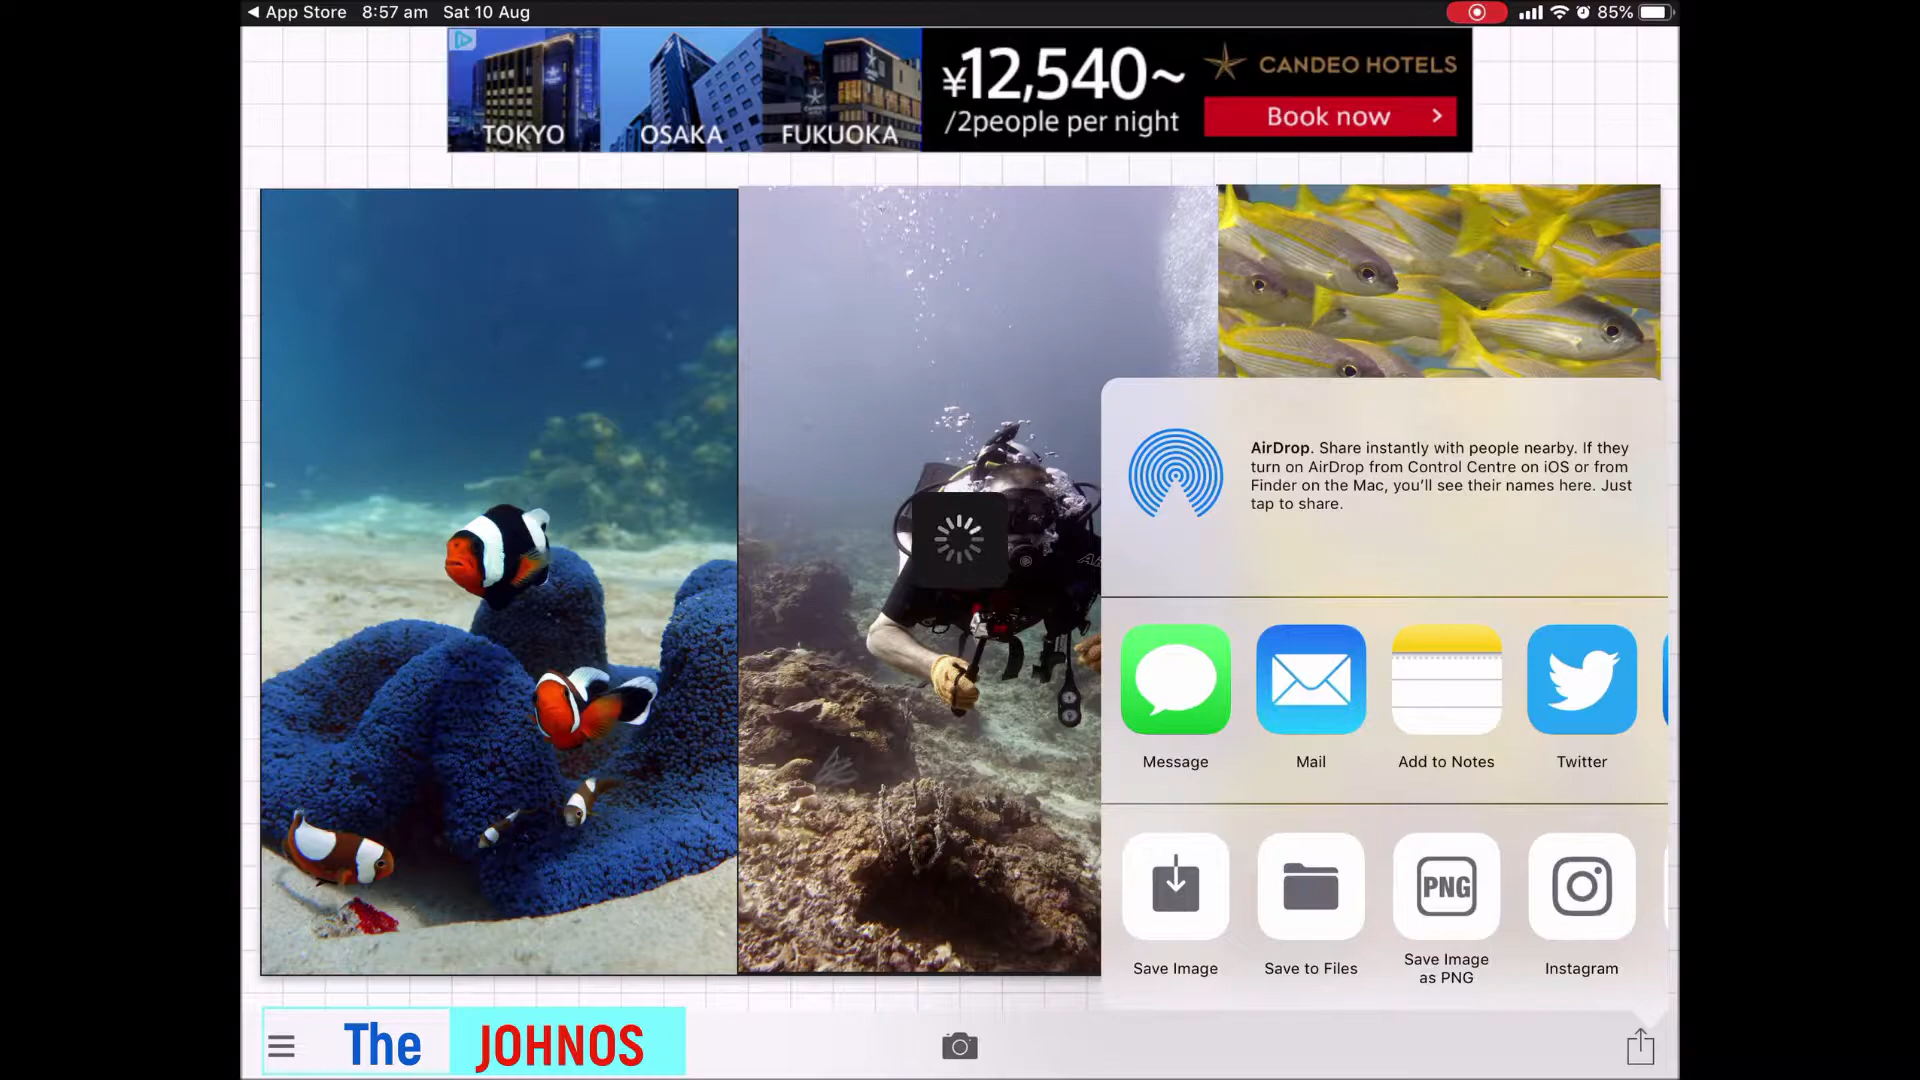 App Store 8:57 am Sat 10 Aug 85%
TOKYO OSAKA FUKUOKA
¥12,540~
/2people per night
CANDEO HOTELS
Book now
AirDrop. Share instantly with people nearby. If they
turn on AirDrop from Control Centre on iOS or from
Finder on the Mac, you'll see their names here. Just
tap to share.
Message Mail Add to Notes Twitter
PNG
Save Image Save to Files Save Image
as PNG Instagram
The JOHNOS